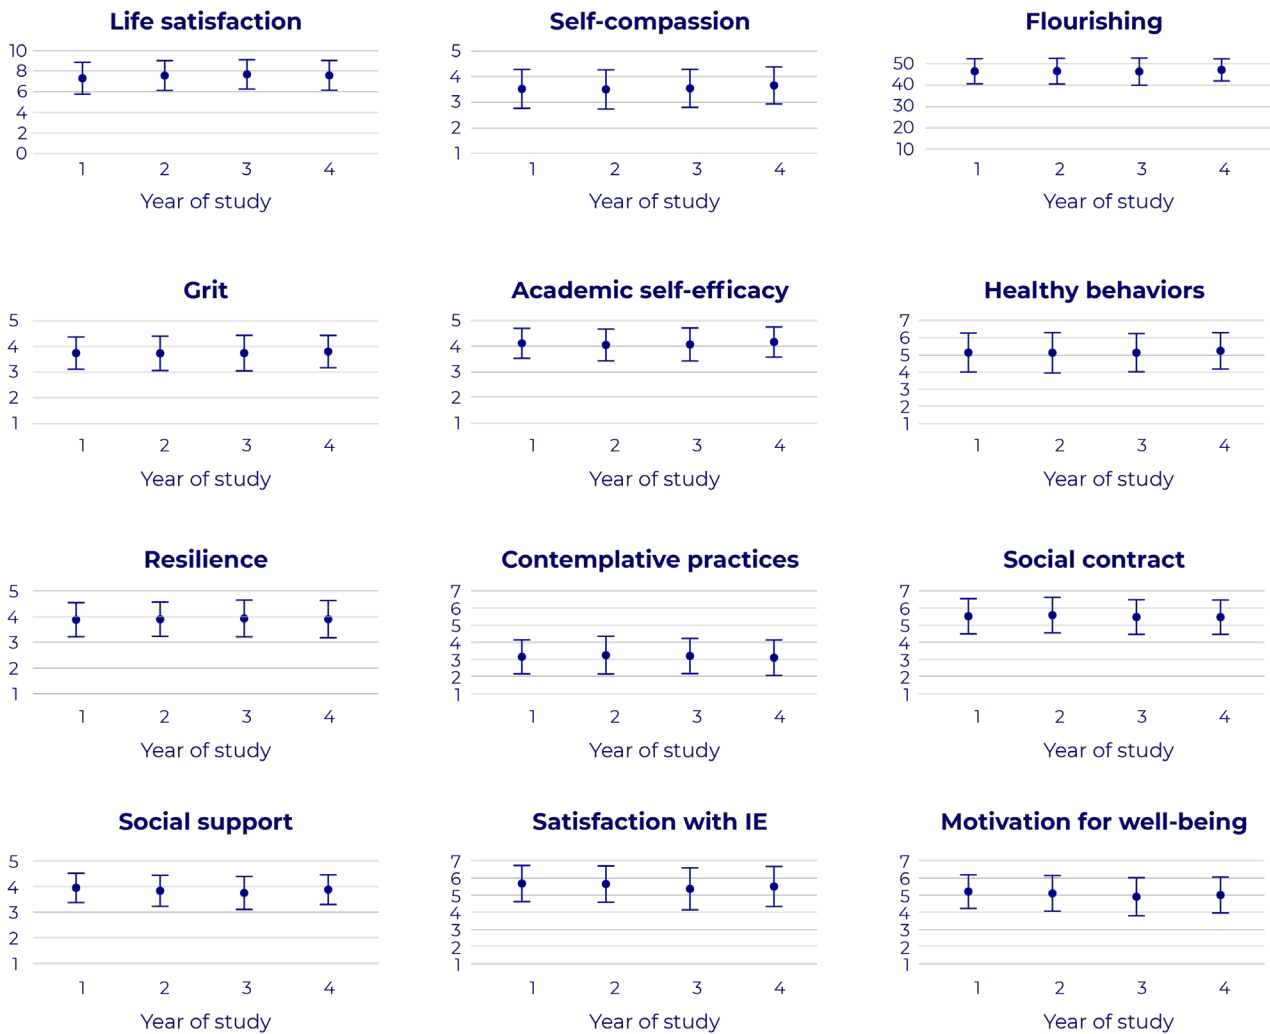 Life satisfaction
10
8
6
4
2
0
1 2 3 4
Year of study
Self-compassion
5
4
3
2
1
1 2 3 4
Year of study
Flourishing
50
40
30
20
10
1 2 3 4
Year of study
Grit
5
4
3
2
1
1 2 3 4
Year of study
Academic self-efficacy
5
4
3
2
1
1 2 3 4
Year of study
Healthy behaviors
7
6
5
4
3
2
1
1 2 3 4
Year of study
Resilience
5
4
3
2
1
1 2 3 4
Year of study
Contemplative practices
7
6
5
4
3
2
1
1 2 3 4
Year of study
Social contract
7
6
5
4
3
2
1
1 2 3 4
Year of study
Social support
5
4
3
2
1
1 2 3 4
Year of study
Satisfaction with IE
7
6
5
4
3
2
1
1 2 3 4
Year of study
Motivation for well-being
7
6
5
4
3
2
1
1 2 3 4
Year of study